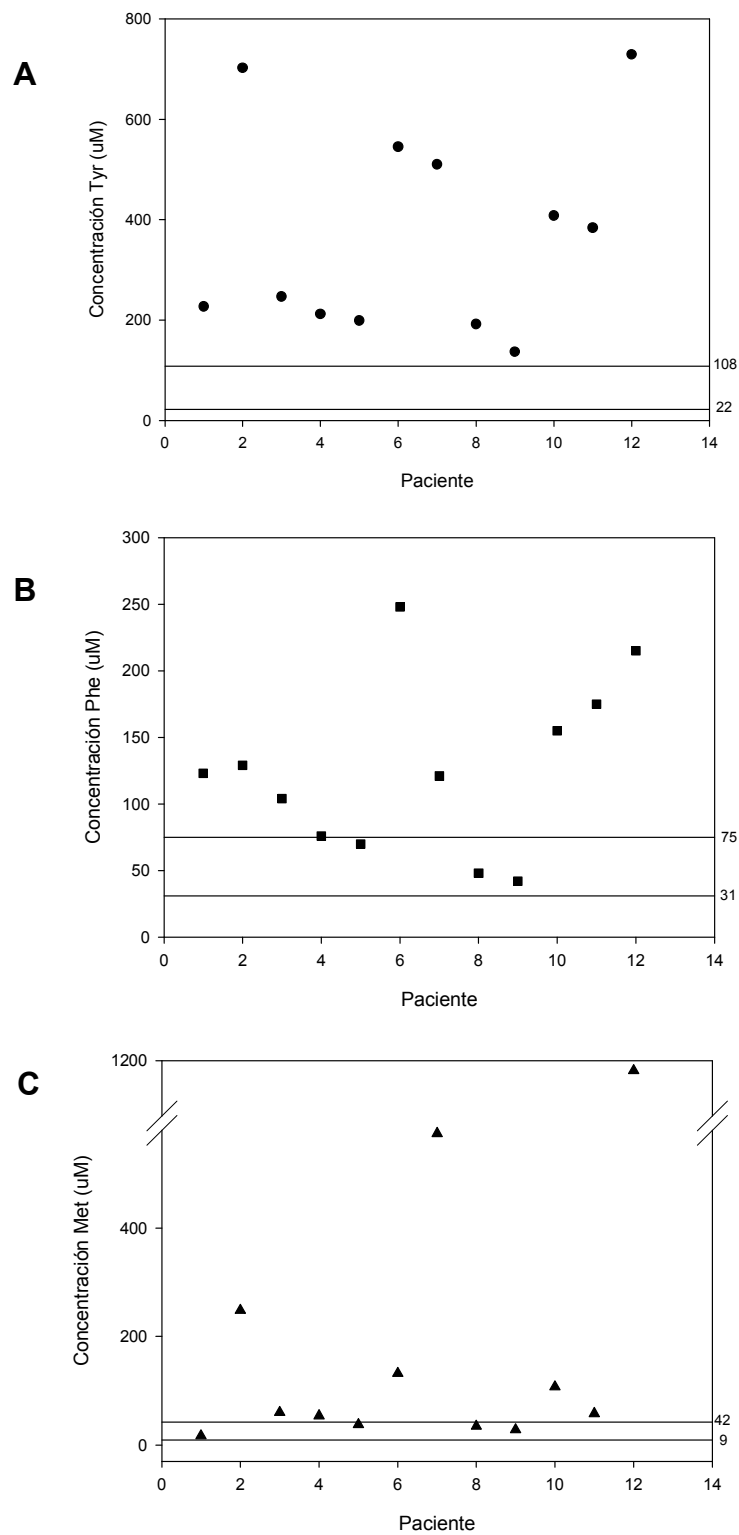 A
Concentración Tyr (uM)
800
600
400
200
0
108
22
0 2 4 6 8 10 12 14
Paciente
B
Concentración Phe (uM)
300
250
200
150
100
50
0
75
31
0 2 4 6 8 10 12 14
Paciente
C
Concentración Met (uM)
1200
400
200
0
42
9
0 2 4 6 8 10 12 14
Paciente